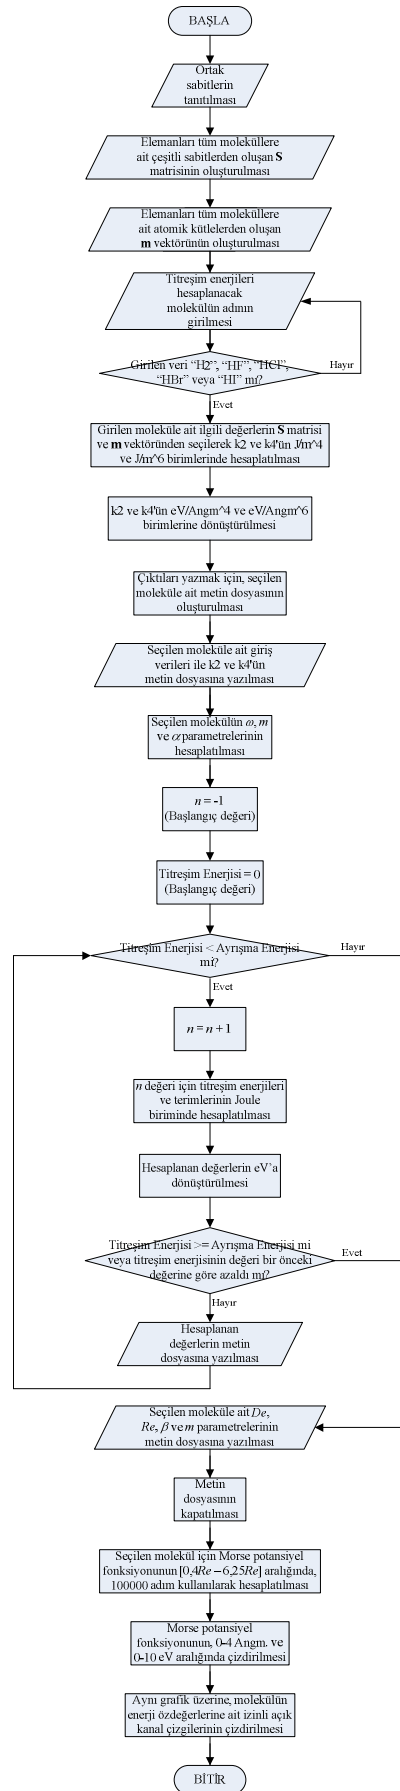 BAŞLA
Ortak
sabitlerin
tanıtılması
Elemanları tüm moleküllere
ait çeşitli sabitlerden oluşan S
matrisinin oluşturulması
Elemanları tüm moleküllere
ait atomik kütlelerden oluşan
m vektörünün oluşturulması
Titreşim enerjileri
hesaplanacak
molekülün adının
girilmesi
Girilen veri “H2”, “HF”, “HCl”,
“HBr” veya “HI” mı?
Hayır
Evet
Girilen moleküle ait ilgili değerlerin S matrisi
ve m vektöründen seçilerek k2 ve k4'ün J/m^4
ve J/m^6 birimlerinde hesaplatılması
k2 ve k4'ün eV/Angm^4 ve eV/Angm^6
birimlerine dönüştürülmesi
Çıktıları yazmak için, seçilen
moleküle ait metin dosyasının
oluşturulması
Seçilen moleküle ait giriş
verileri ile k2 ve k4'ün
metin dosyasına yazılması
Seçilen molekülün ω, m
ve α parametrelerinin
hesaplatılması
n = -1
(Başlangıç değeri)
Titreşim Enerjisi = 0
(Başlangıç değeri)
Titreşim Enerjisi < Ayrışma Enerjisi
mi?
Hayır
Evet
n = n + 1
n değeri için titreşim enerjileri
ve terimlerinin Joule
biriminde hesaplatılması
Hesaplanan değerlerin eV'a
dönüştürülmesi
Titreşim Enerjisi >= Ayrışma Enerjisi mi
veya titreşim enerjisinin değeri bir önceki
değerine göre azaldı mı?
Evet
Hayır
Hesaplanan
değerlerin metin
dosyasına yazılması
Seçilen moleküle ait De,
Re, β ve m parametrelerinin
metin dosyasına yazılması
Metin
dosyasının
kapatılması
Seçilen molekül için Morse potansiyel
fonksiyonunun [0,4Re – 6,25Re] aralığında,
100000 adım kullanılarak hesaplatılması
Morse potansiyel
fonksiyonunun, 0-4 Angm. ve
0-10 eV aralığında çizdirilmesi
Aynı grafik üzerine, molekülün
enerji özdeğerlerine ait izinli açık
kanal çizgilerinin çizdirilmesi
BİTİR